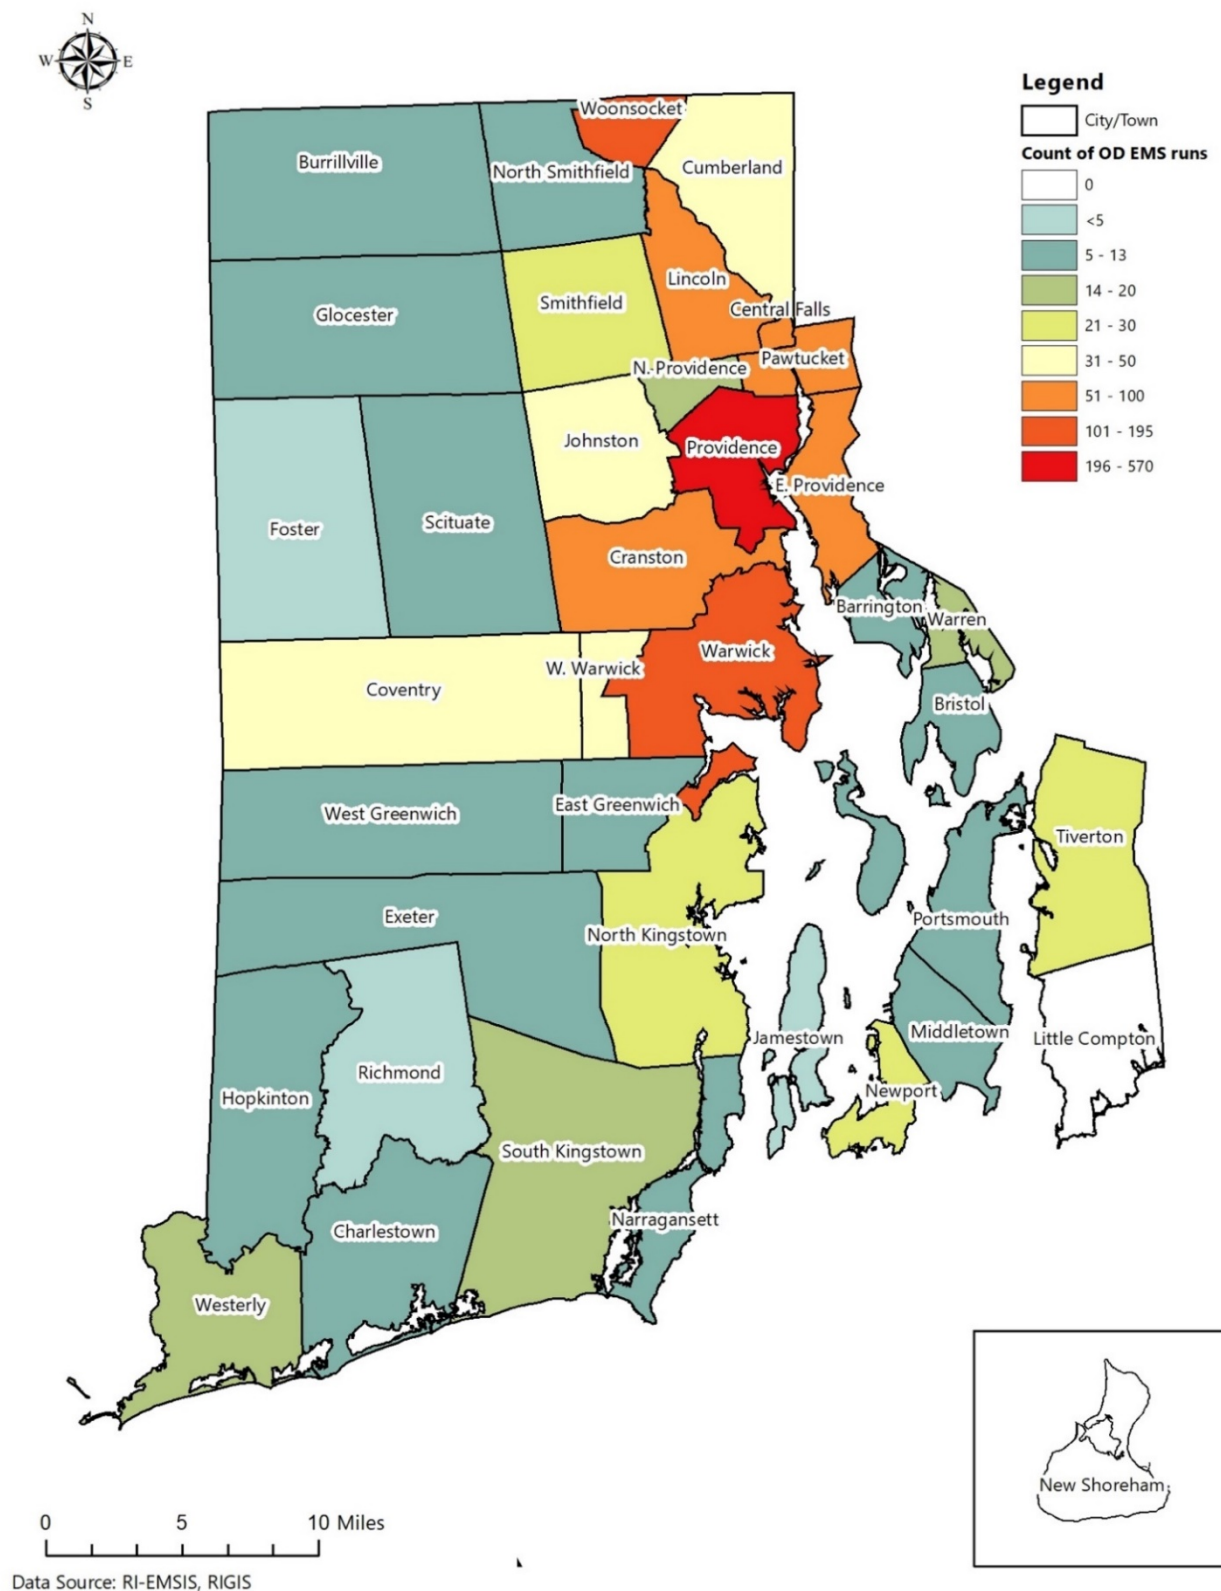 N
W E
S
Legend
City/Town
Count of OD EMS runs
0
<5
5 - 13
14 - 20
21 - 30
31 - 50
51 - 100
101 - 195
196 - 570
Woonsocket
Burrillville
North Smithfield
Cumberland
Lincoln
Smithfield
Central Falls
Glocester
Pawtucket
N. Providence
Johnston
Providence
E. Providence
Foster
Scituate
Cranston
Barrington
Warren
Warwick
W. Warwick
Coventry
Bristol
West Greenwich
East Greenwich
Tiverton
Exeter
Portsmouth
North Kingstown
Middletown
Jamestown
Little Compton
Richmond
Newport
Hopkinton
South Kingstown
Narragansett
Charlestown
Westerly
New Shoreham
0 5 10 Miles
Data Source: RI-EMSIS, RIGIS